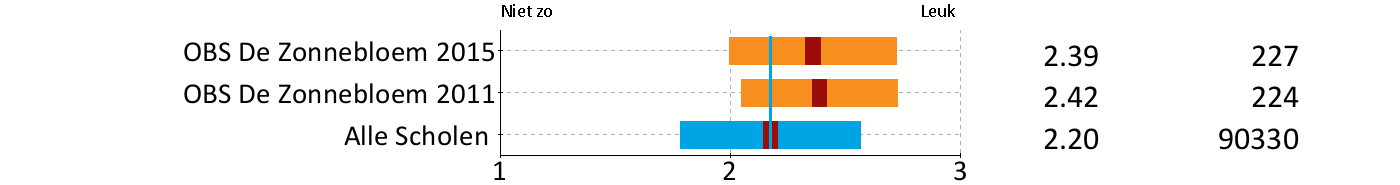 Niet zo Leuk
OBS De Zonnebloem 2015 2.39 227
OBS De Zonnebloem 2011 2.42 224
Alle Scholen 2.20 90330
1 2 3